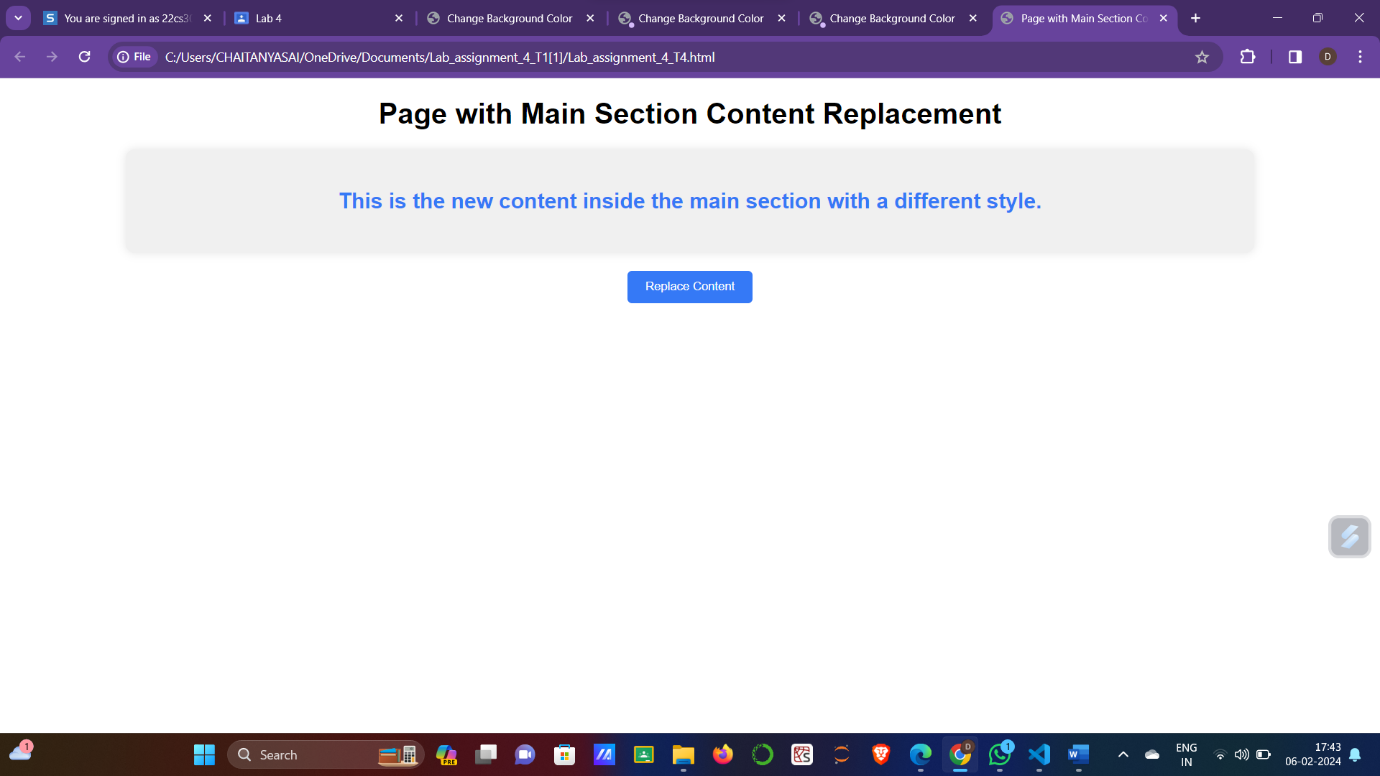 You are signed in as 22cs3
Lab 4
Change Background Color
Change Background Color
Change Background Color
Page with Main Section Co
File
C:/Users/CHAITANYASAI/OneDrive/Documents/Lab_assignment_4_T1[1]/Lab_assignment_4_T4.html
D
Page with Main Section Content Replacement
This is the new content inside the main section with a different style.
Replace Content
1
Search
PRE
D
1
ENG
IN
17:43
06-02-2024